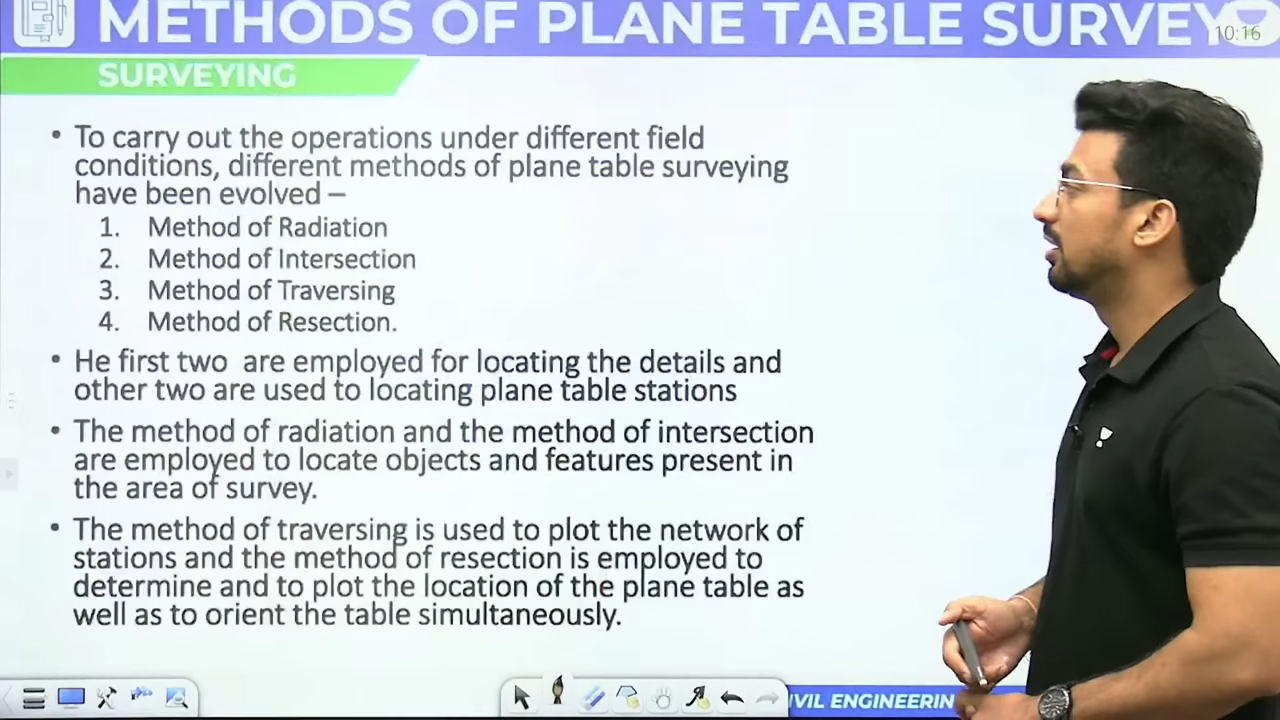 METHODS OF PLANE TABLE SURVEY
10:16
SURVEYING
• To carry out the operations under different field
conditions, different methods of plane table surveying
have been evolved –
1. Method of Radiation
2. Method of Intersection
3. Method of Traversing
4. Method of Resection.
• He first two are employed for locating the details and
other two are used to locating plane table stations
• The method of radiation and the method of intersection
are employed to locate objects and features present in
the area of survey.
• The method of traversing is used to plot the network of
stations and the method of resection is employed to
determine and to plot the location of the plane table as
well as to orient the table simultaneously.
IVIL ENGINEERIN